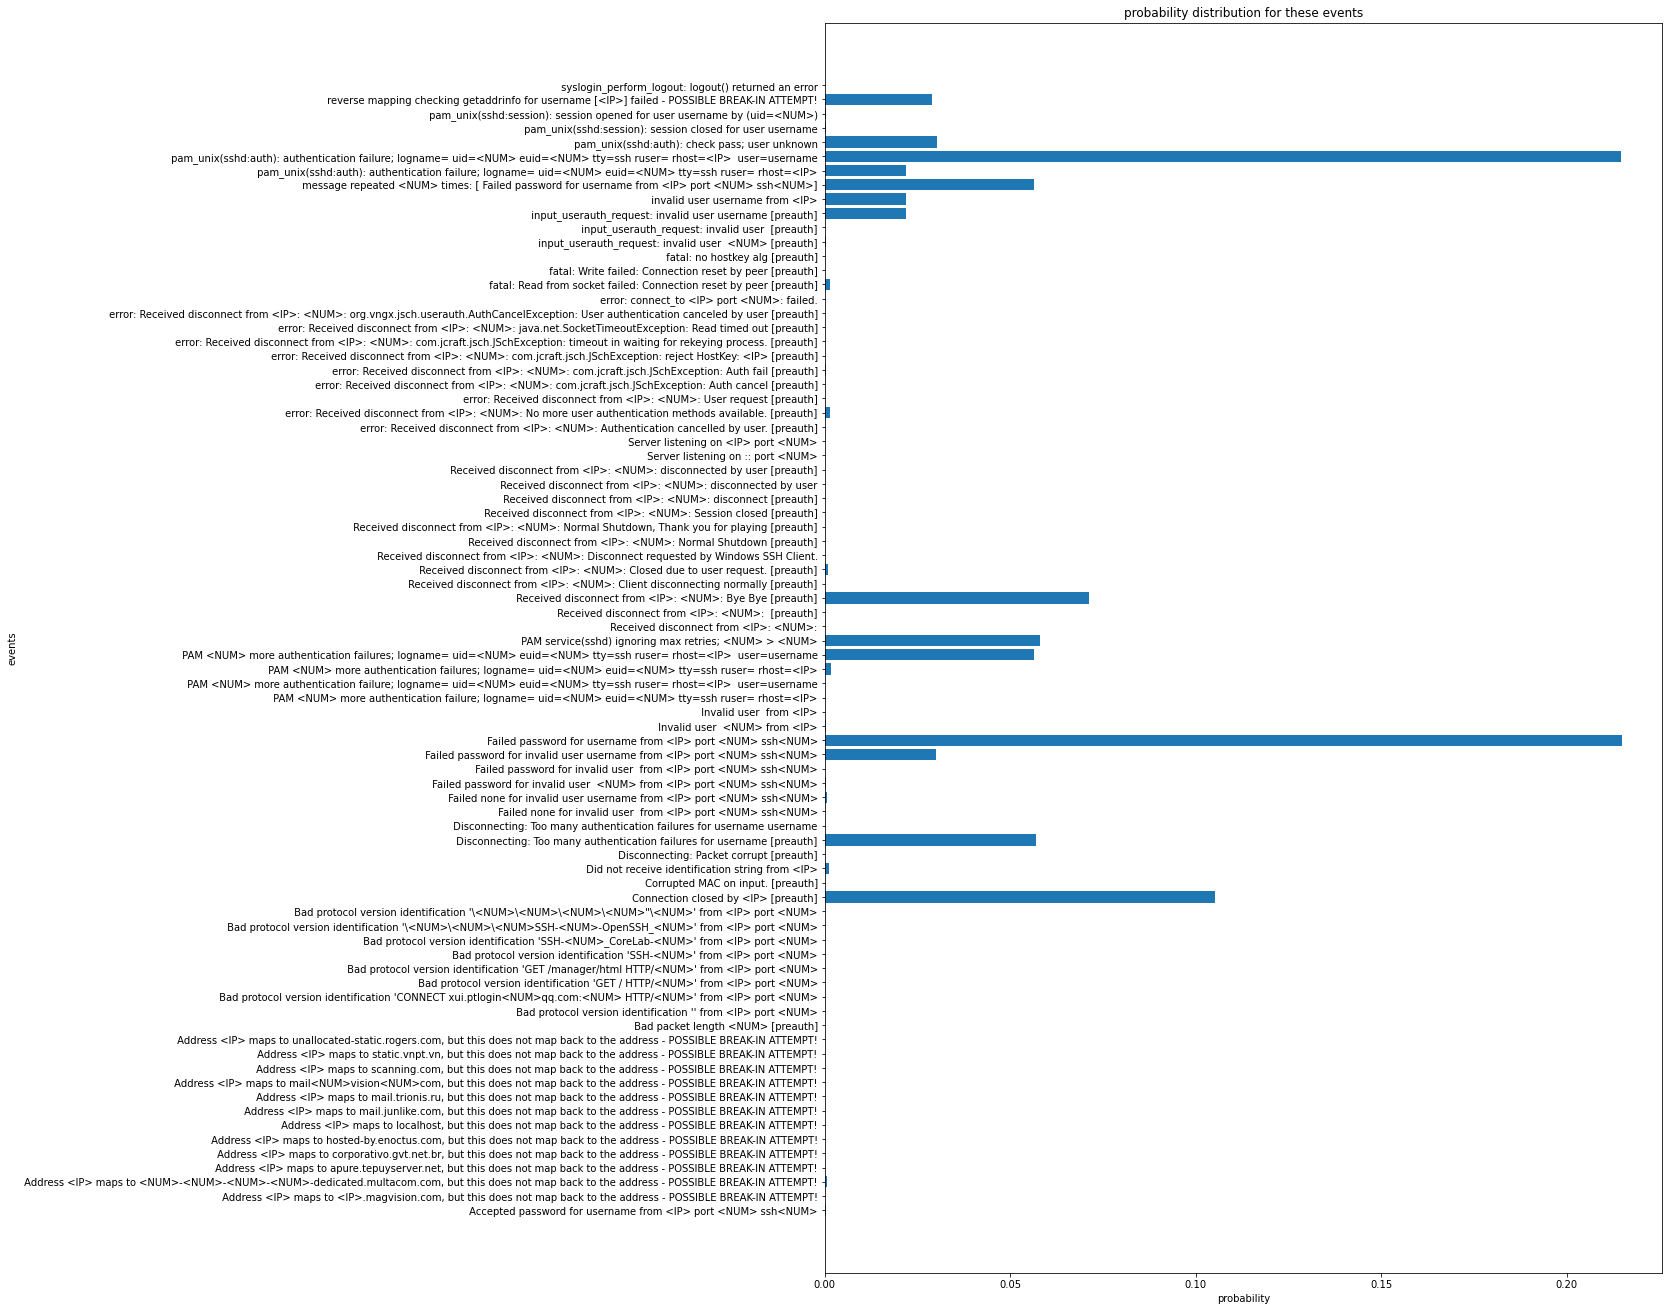 probability distribution for these events
syslogin_perform_logout: logout() returned an error
reverse mapping checking getaddrinfo for username [<IP>] failed - POSSIBLE BREAK-IN ATTEMPT!
pam_unix(sshd:session): session opened for user username by (uid=<NUM>)
pam_unix(sshd:session): session closed for user username
pam_unix(sshd:auth): check pass; user unknown
pam_unix(sshd:auth): authentication failure; logname= uid=<NUM> euid=<NUM> tty=ssh ruser= rhost=<IP>  user=username
pam_unix(sshd:auth): authentication failure; logname= uid=<NUM> euid=<NUM> tty=ssh ruser= rhost=<IP>
message repeated <NUM> times: [ Failed password for username from <IP> port <NUM> ssh<NUM>]
invalid user username from <IP>
input_userauth_request: invalid user username [preauth]
input_userauth_request: invalid user  [preauth]
input_userauth_request: invalid user  <NUM> [preauth]
fatal: no hostkey alg [preauth]
fatal: Write failed: Connection reset by peer [preauth]
fatal: Read from socket failed: Connection reset by peer [preauth]
error: connect_to <IP> port <NUM>: failed.
error: Received disconnect from <IP>: <NUM>: org.vngx.jsch.userauth.AuthCancelException: User authentication canceled by user [preauth]
error: Received disconnect from <IP>: <NUM>: java.net.SocketTimeoutException: Read timed out [preauth]
error: Received disconnect from <IP>: <NUM>: com.jcraft.jsch.JSchException: timeout in waiting for rekeying process. [preauth]
error: Received disconnect from <IP>: <NUM>: com.jcraft.jsch.JSchException: reject HostKey: <IP> [preauth]
error: Received disconnect from <IP>: <NUM>: com.jcraft.jsch.JSchException: Auth fail [preauth]
error: Received disconnect from <IP>: <NUM>: com.jcraft.jsch.JSchException: Auth cancel [preauth]
error: Received disconnect from <IP>: <NUM>: User request [preauth]
error: Received disconnect from <IP>: <NUM>: No more user authentication methods available. [preauth]
error: Received disconnect from <IP>: <NUM>: Authentication cancelled by user. [preauth]
Server listening on <IP> port <NUM>
Server listening on :: port <NUM>
Received disconnect from <IP>: <NUM>: disconnected by user [preauth]
Received disconnect from <IP>: <NUM>: disconnected by user
Received disconnect from <IP>: <NUM>: disconnect [preauth]
Received disconnect from <IP>: <NUM>: Session closed [preauth]
Received disconnect from <IP>: <NUM>: Normal Shutdown, Thank you for playing [preauth]
Received disconnect from <IP>: <NUM>: Normal Shutdown [preauth]
Received disconnect from <IP>: <NUM>: Disconnect requested by Windows SSH Client.
Received disconnect from <IP>: <NUM>: Closed due to user request. [preauth]
Received disconnect from <IP>: <NUM>: Client disconnecting normally [preauth]
Received disconnect from <IP>: <NUM>: Bye Bye [preauth]
Received disconnect from <IP>: <NUM>:  [preauth]
Received disconnect from <IP>: <NUM>:
PAM service(sshd) ignoring max retries; <NUM> > <NUM>
PAM <NUM> more authentication failures; logname= uid=<NUM> euid=<NUM> tty=ssh ruser= rhost=<IP>  user=username
PAM <NUM> more authentication failures; logname= uid=<NUM> euid=<NUM> tty=ssh ruser= rhost=<IP>
PAM <NUM> more authentication failure; logname= uid=<NUM> euid=<NUM> tty=ssh ruser= rhost=<IP>  user=username
PAM <NUM> more authentication failure; logname= uid=<NUM> euid=<NUM> tty=ssh ruser= rhost=<IP>
Invalid user  from <IP>
Invalid user  <NUM> from <IP>
Failed password for username from <IP> port <NUM> ssh<NUM>
Failed password for invalid user username from <IP> port <NUM> ssh<NUM>
Failed password for invalid user  from <IP> port <NUM> ssh<NUM>
Failed password for invalid user  <NUM> from <IP> port <NUM> ssh<NUM>
Failed none for invalid user username from <IP> port <NUM> ssh<NUM>
Failed none for invalid user  from <IP> port <NUM> ssh<NUM>
Disconnecting: Too many authentication failures for username username
Disconnecting: Too many authentication failures for username [preauth]
Disconnecting: Packet corrupt [preauth]
Did not receive identification string from <IP>
Corrupted MAC on input. [preauth]
Connection closed by <IP> [preauth]
Bad protocol version identification '\<NUM>\<NUM>\<NUM>\<NUM>"\<NUM>' from <IP> port <NUM>
Bad protocol version identification '\<NUM>\<NUM>\<NUM>SSH-<NUM>-OpenSSH_<NUM>' from <IP> port <NUM>
Bad protocol version identification 'SSH-<NUM>_CoreLab-<NUM>' from <IP> port <NUM>
Bad protocol version identification 'SSH-<NUM>' from <IP> port <NUM>
Bad protocol version identification 'GET /manager/html HTTP/<NUM>' from <IP> port <NUM>
Bad protocol version identification 'GET / HTTP/<NUM>' from <IP> port <NUM>
Bad protocol version identification 'CONNECT xui.ptlogin<NUM>qq.com:<NUM> HTTP/<NUM>' from <IP> port <NUM>
Bad protocol version identification '' from <IP> port <NUM>
Bad packet length <NUM> [preauth]
Address <IP> maps to unallocated-static.rogers.com, but this does not map back to the address - POSSIBLE BREAK-IN ATTEMPT!
Address <IP> maps to static.vnpt.vn, but this does not map back to the address - POSSIBLE BREAK-IN ATTEMPT!
Address <IP> maps to scanning.com, but this does not map back to the address - POSSIBLE BREAK-IN ATTEMPT!
Address <IP> maps to mail<NUM>vision<NUM>com, but this does not map back to the address - POSSIBLE BREAK-IN ATTEMPT!
Address <IP> maps to mail.trionis.ru, but this does not map back to the address - POSSIBLE BREAK-IN ATTEMPT!
Address <IP> maps to mail.junlike.com, but this does not map back to the address - POSSIBLE BREAK-IN ATTEMPT!
Address <IP> maps to localhost, but this does not map back to the address - POSSIBLE BREAK-IN ATTEMPT!
Address <IP> maps to hosted-by.enoctus.com, but this does not map back to the address - POSSIBLE BREAK-IN ATTEMPT!
Address <IP> maps to corporativo.gvt.net.br, but this does not map back to the address - POSSIBLE BREAK-IN ATTEMPT!
Address <IP> maps to apure.tepuyserver.net, but this does not map back to the address - POSSIBLE BREAK-IN ATTEMPT!
Address <IP> maps to <NUM>-<NUM>-<NUM>-<NUM>-dedicated.multacom.com, but this does not map back to the address - POSSIBLE BREAK-IN ATTEMPT!
Address <IP> maps to <IP>.magvision.com, but this does not map back to the address - POSSIBLE BREAK-IN ATTEMPT!
Accepted password for username from <IP> port <NUM> ssh<NUM>
events
0.00 0.05 0.10 0.15 0.20
probability